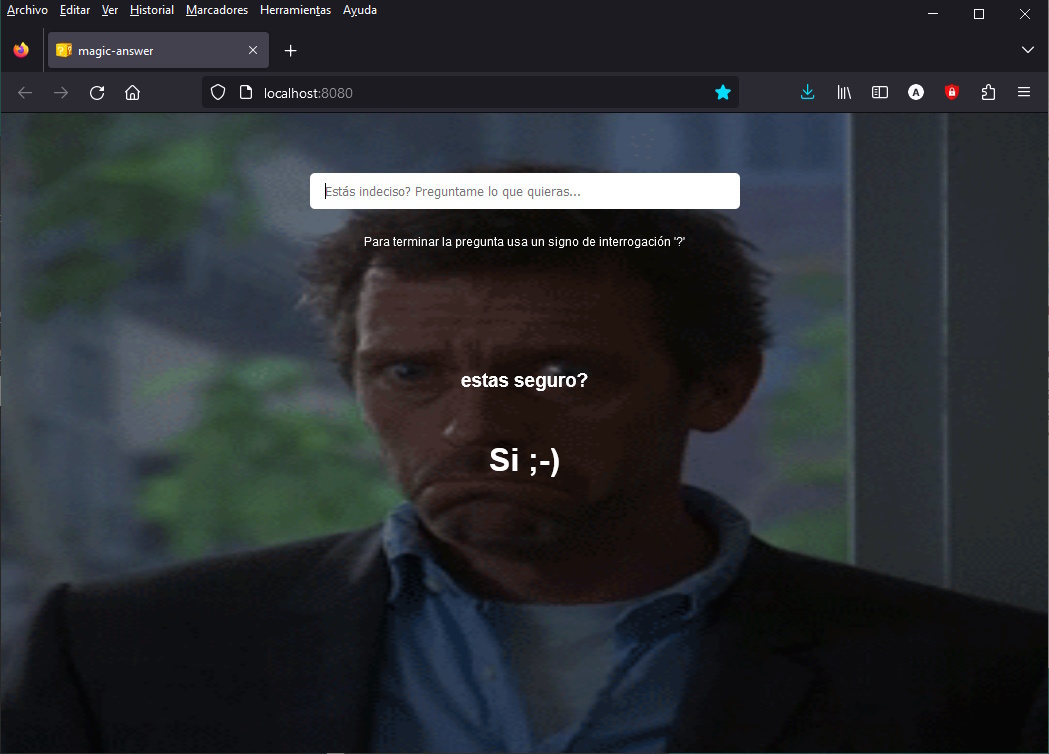 Archivo Editar Ver Historial Marcadores Herramientas Ayuda
magic-answer
localhost:8080
Estás indeciso? Preguntame lo que quieras...
Para terminar la pregunta usa un signo de interrogación '?'
estas seguro?
Si ;-)